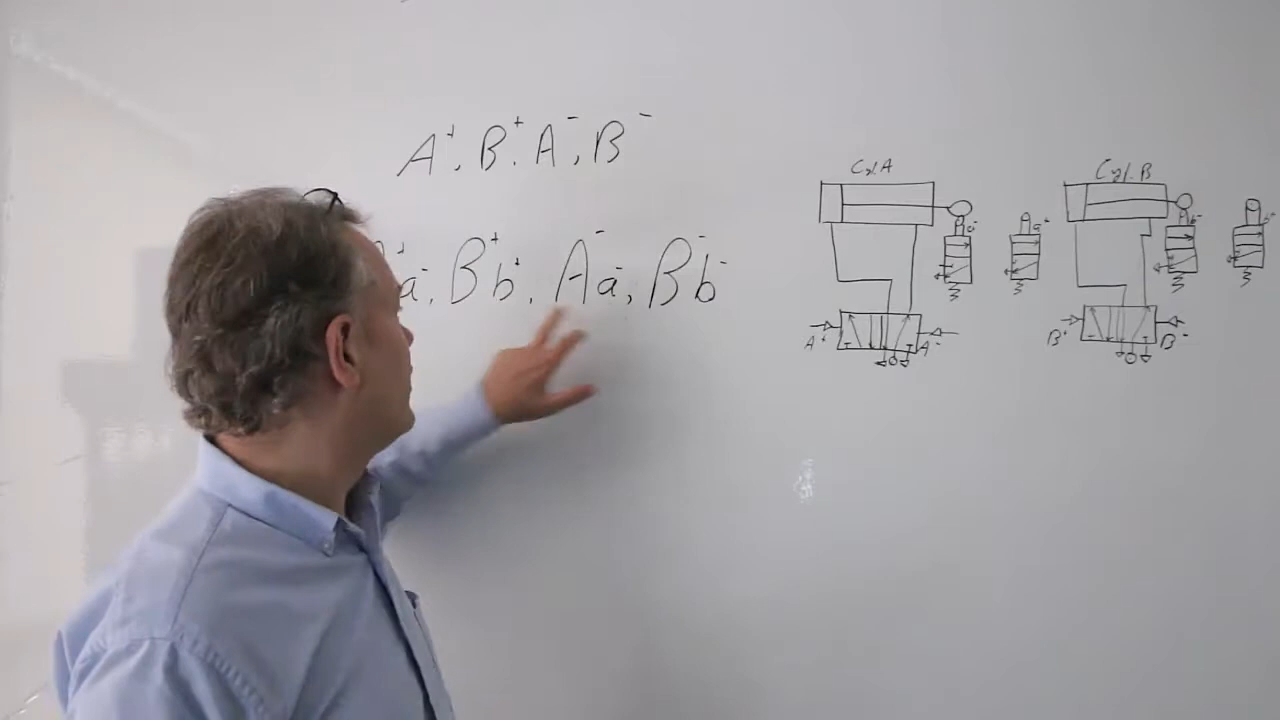 A⁺, B⁺, A⁻, B⁻
a⁻, B⁺b⁺, A⁻a⁻, B⁻b⁻
Cyl A Cyl. B
a⁻ a⁺ b⁻
A⁺ A⁻ B⁺ B⁻